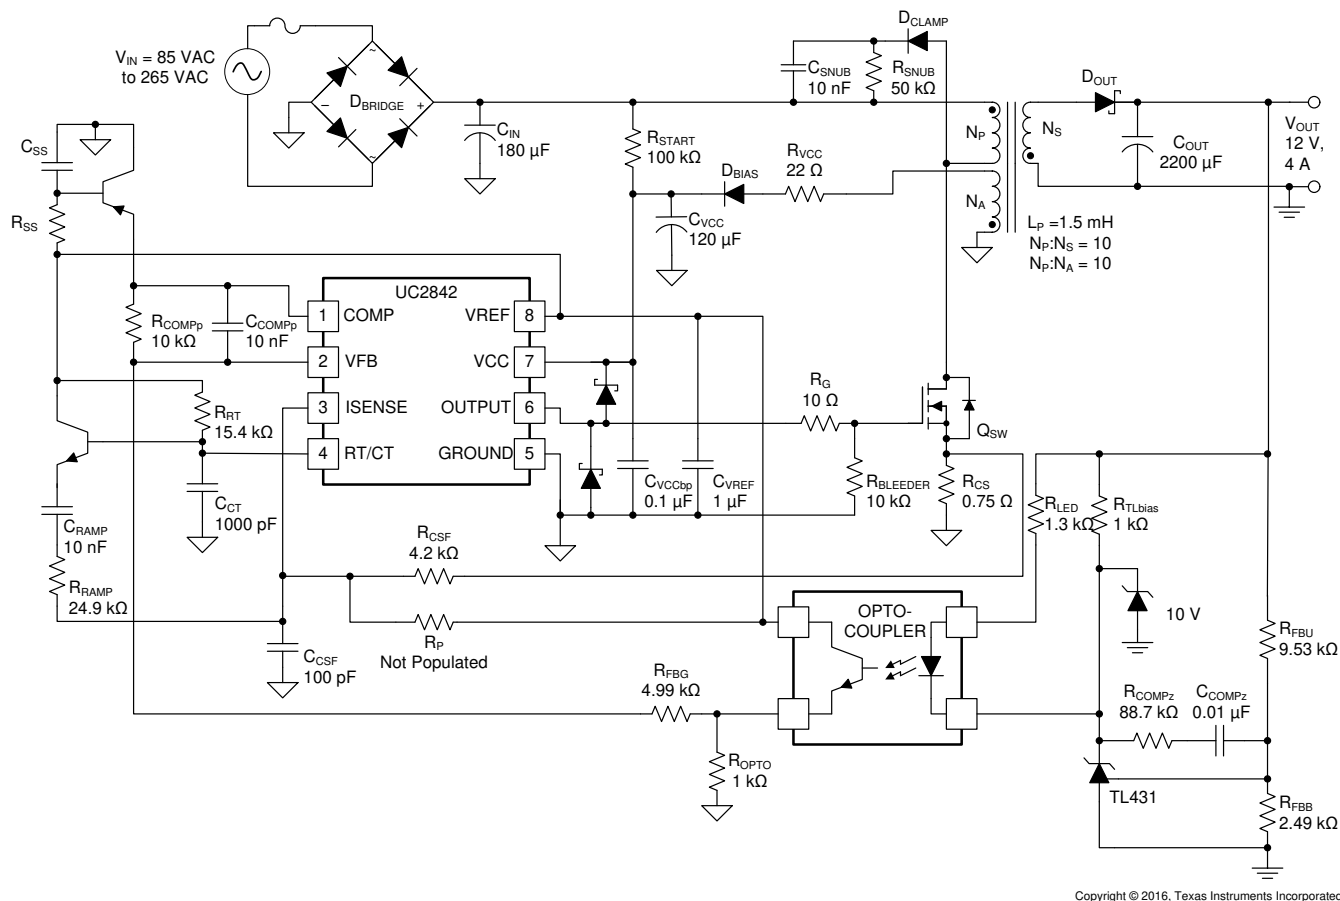 V_IN = 85 VAC
to 265 VAC
~
D_BRIDGE
−
+
~
C_IN
180 µF
D_CLAMP
C_SNUB
10 nF
R_SNUB
50 kΩ
R_START
100 kΩ
D_BIAS
R_VCC
22 Ω
C_VCC
120 µF
N_P
N_S
N_A
D_OUT
C_OUT
2200 µF
V_OUT
12 V,
4 A
L_P =1.5 mH
N_P:N_S = 10
N_P:N_A = 10
C_SS
R_SS
R_COMPp
10 kΩ
C_COMPp
10 nF
UC2842
1 COMP
2 VFB
3 ISENSE
4 RT/CT
VREF 8
VCC 7
OUTPUT 6
GROUND 5
R_RT
15.4 kΩ
C_CT
1000 pF
C_RAMP
10 nF
R_RAMP
24.9 kΩ
C_VCCbp
0.1 µF
C_VREF
1 µF
R_G
10 Ω
R_BLEEDER
10 kΩ
Q_SW
R_CS
0.75 Ω
R_LED
1.3 kΩ
R_TLbias
1 kΩ
R_CSF
4.2 kΩ
R_P
Not Populated
C_CSF
100 pF
OPTO-
COUPLER
10 V
R_FBU
9.53 kΩ
R_FBG
4.99 kΩ
R_OPTO
1 kΩ
R_COMPz
88.7 kΩ
C_COMPz
0.01 µF
TL431
R_FBB
2.49 kΩ
Copyright © 2016, Texas Instruments Incorporated